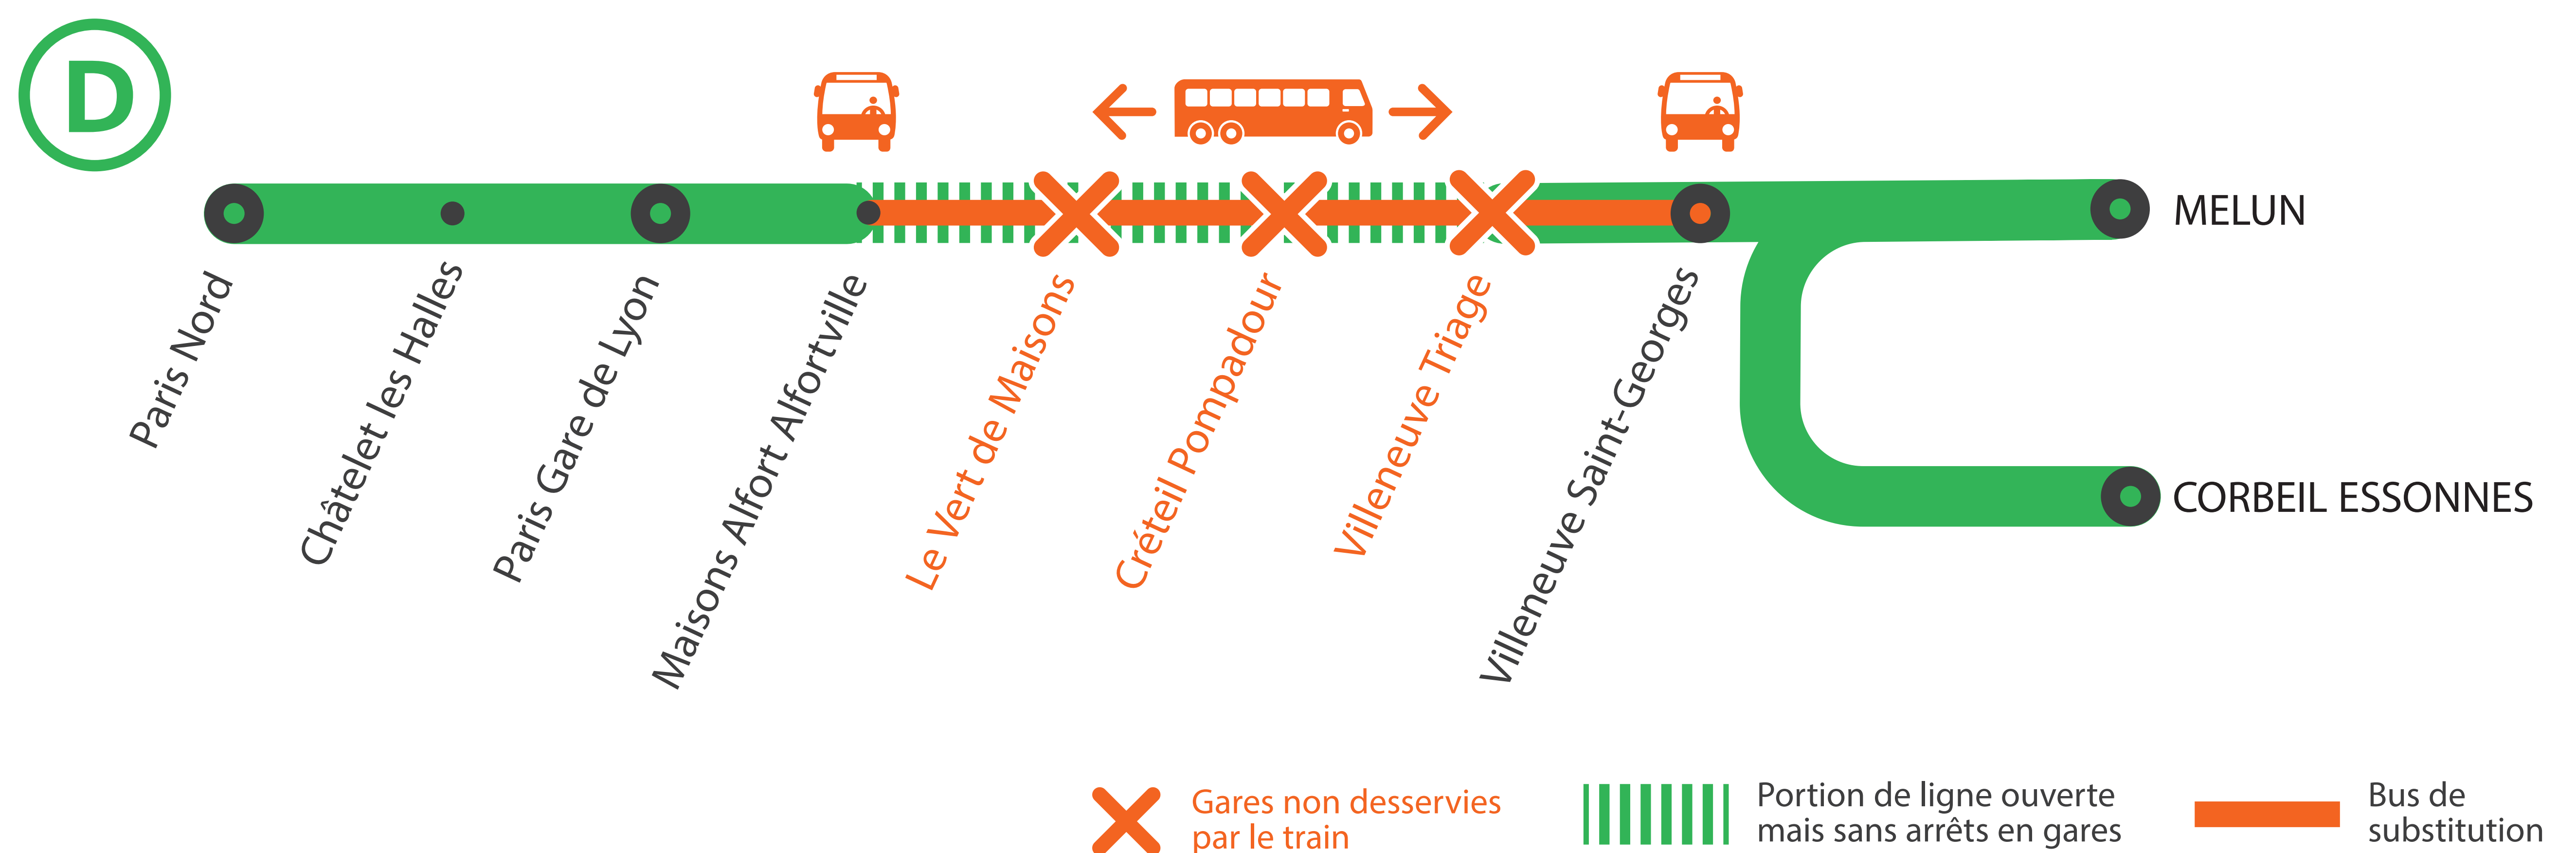 D
Paris Nord
Châtelet les Halles
Paris Gare de Lyon
Maisons Alfort Alfortville
Le Vert de Maisons
Créteil Pompadour
Villeneuve Triage
Villeneuve Saint-Georges
MELUN
CORBEIL ESSONNES
Gares non desservies
par le train
Portion de ligne ouverte
mais sans arrêts en gares
Bus de
substitution